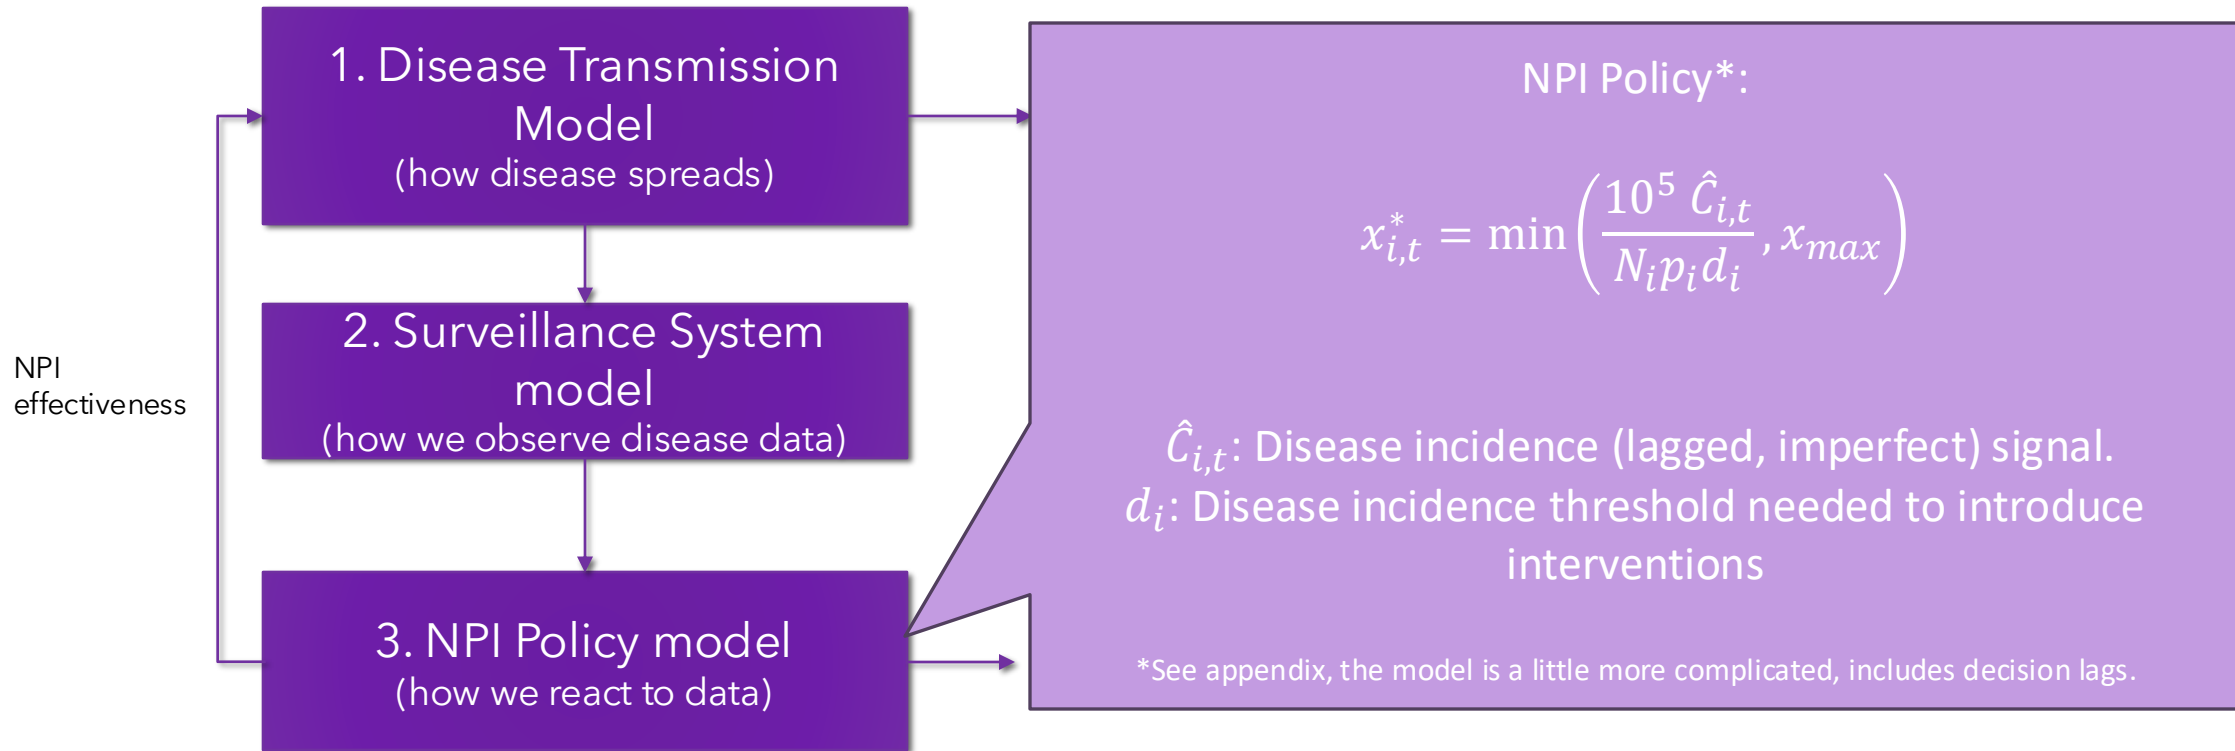 1. Disease Transmission
Model
(how disease spreads)
2. Surveillance System
model
(how we observe disease data)
3. NPI Policy model
(how we react to data)
NPI
effectiveness
NPI Policy*:
x*_{i,t} = min(10^5 Ĉ_{i,t} / N_i p_i d_i , x_{max})
Ĉ_{i,t}: Disease incidence (lagged, imperfect) signal.
d_i: Disease incidence threshold needed to introduce
interventions
*See appendix, the model is a little more complicated, includes decision lags.